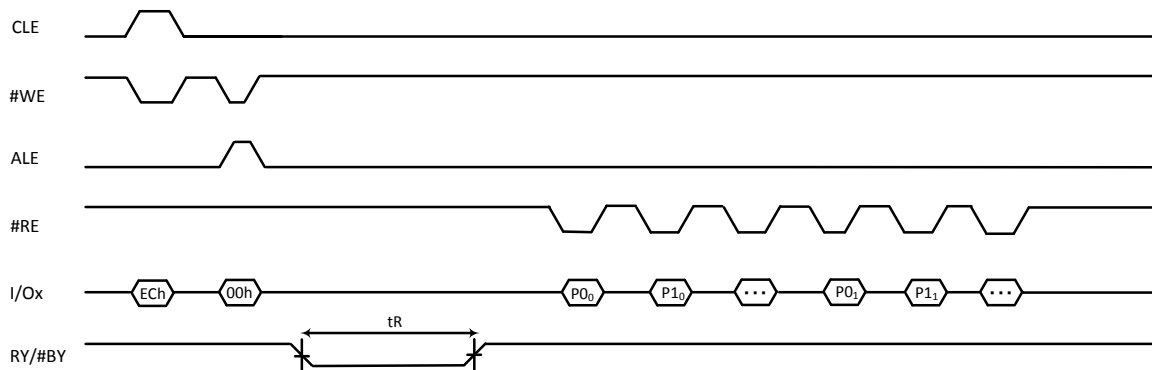 CLE
#WE
ALE
#RE
I/Ox ECh 00h P0₀ P1₀ ... P0₁ P1₁ ...
tR
RY/#BY